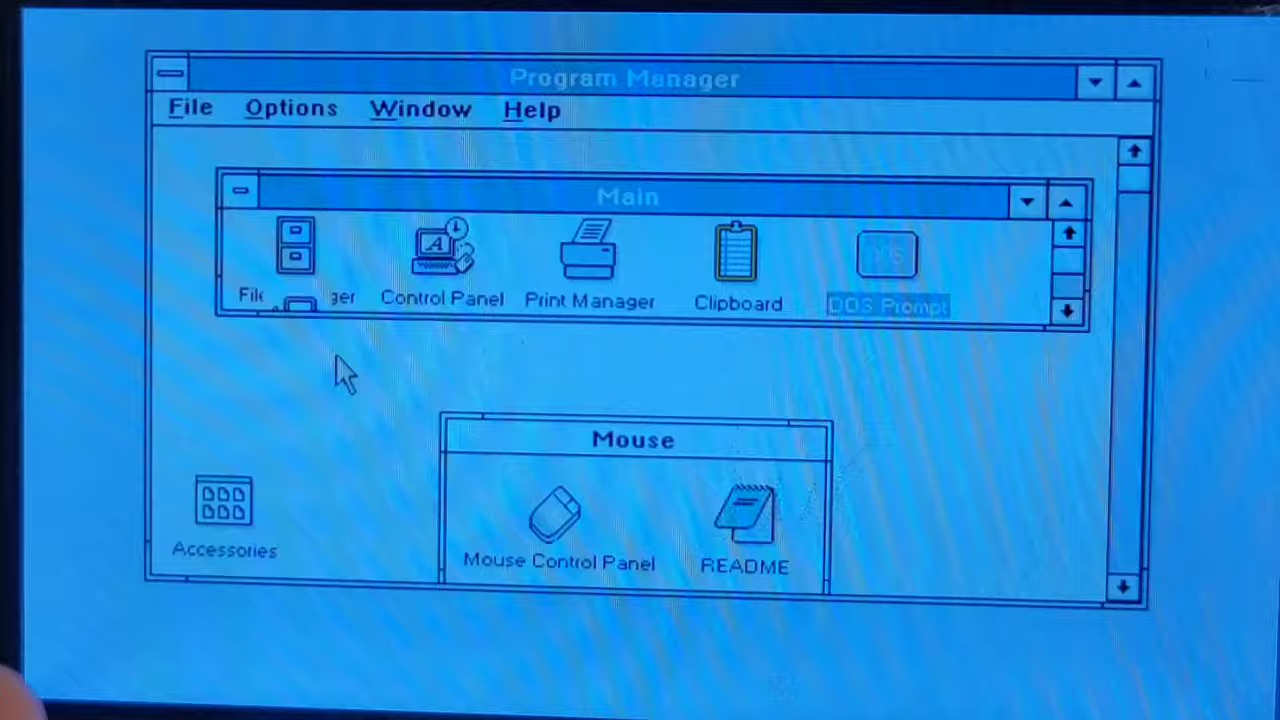 Program Manager
File Options Window Help
Main
Control Panel Print Manager Clipboard DOS Prompt
Mouse
Accessories Mouse Control Panel README